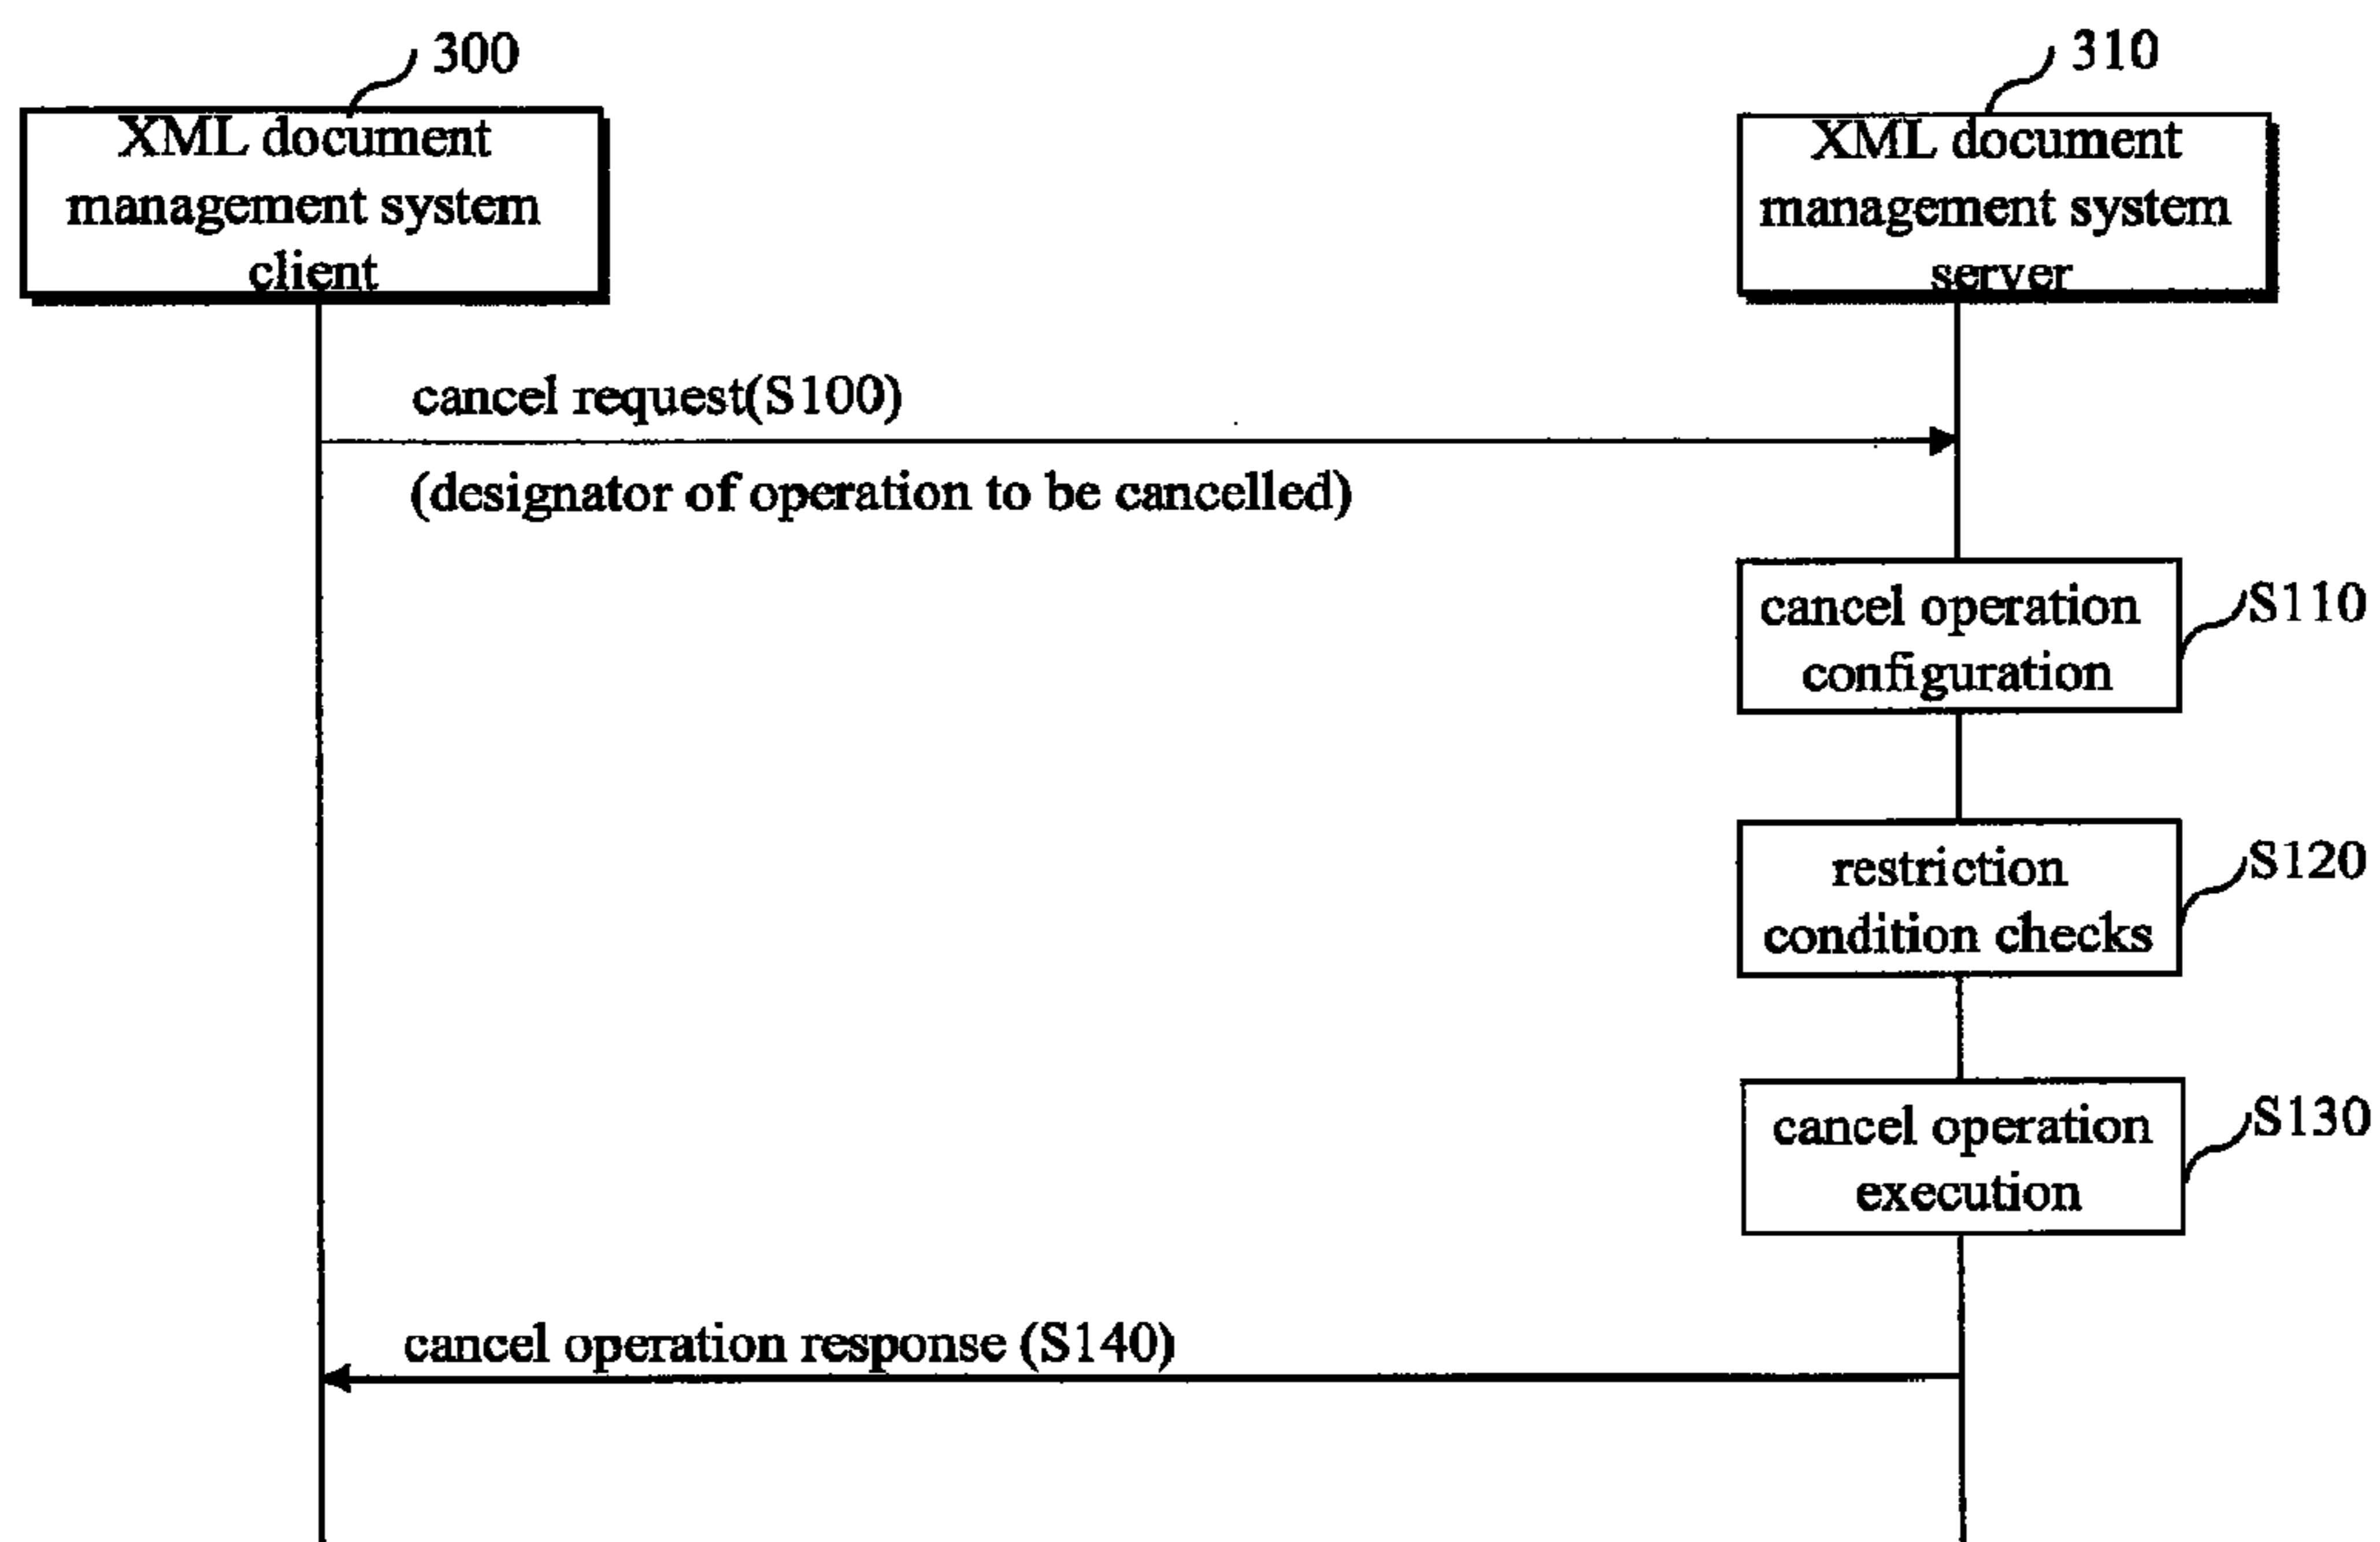 300
XML document
management system
client
310
XML document
management system
server
cancel request(S100)
(designator of operation to be cancelled)
cancel operation
configuration
S110
restriction
condition checks
S120
cancel operation
execution
S130
cancel operation response (S140)